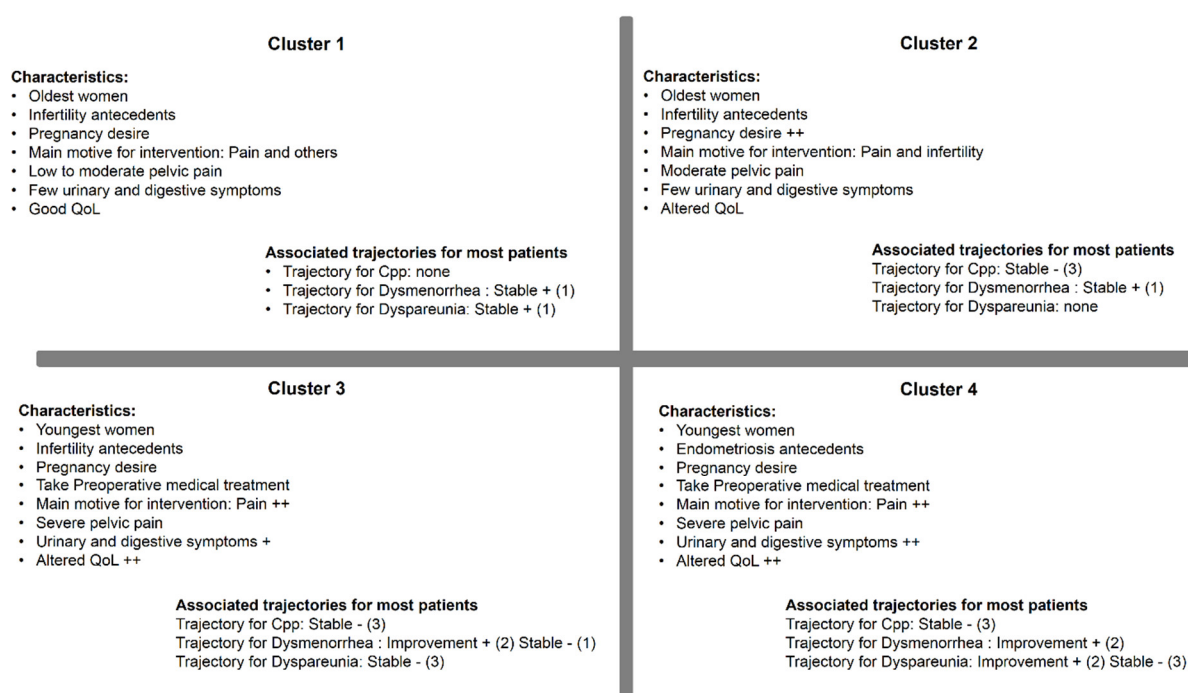 Cluster 1
Characteristics:
• Oldest women
• Infertility antecedents
• Pregnancy desire
• Main motive for intervention: Pain and others
• Low to moderate pelvic pain
• Few urinary and digestive symptoms
• Good QoL
Associated trajectories for most patients
• Trajectory for Cpp: none
• Trajectory for Dysmenorrhea : Stable + (1)
• Trajectory for Dyspareunia: Stable + (1)
Cluster 2
Characteristics:
• Oldest women
• Infertility antecedents
• Pregnancy desire ++
• Main motive for intervention: Pain and infertility
• Moderate pelvic pain
• Few urinary and digestive symptoms
• Altered QoL
Associated trajectories for most patients
Trajectory for Cpp: Stable - (3)
Trajectory for Dysmenorrhea : Stable + (1)
Trajectory for Dyspareunia: none
Cluster 3
Characteristics:
• Youngest women
• Infertility antecedents
• Pregnancy desire
• Take Preoperative medical treatment
• Main motive for intervention: Pain ++
• Severe pelvic pain
• Urinary and digestive symptoms +
• Altered QoL ++
Associated trajectories for most patients
Trajectory for Cpp: Stable - (3)
Trajectory for Dysmenorrhea : Improvement + (2) Stable - (1)
Trajectory for Dyspareunia: Stable - (3)
Cluster 4
Characteristics:
• Youngest women
• Endometriosis antecedents
• Pregnancy desire
• Take Preoperative medical treatment
• Main motive for intervention: Pain ++
• Severe pelvic pain
• Urinary and digestive symptoms ++
• Altered QoL ++
Associated trajectories for most patients
Trajectory for Cpp: Stable - (3)
Trajectory for Dysmenorrhea : Improvement + (2)
Trajectory for Dyspareunia: Improvement + (2) Stable - (3)